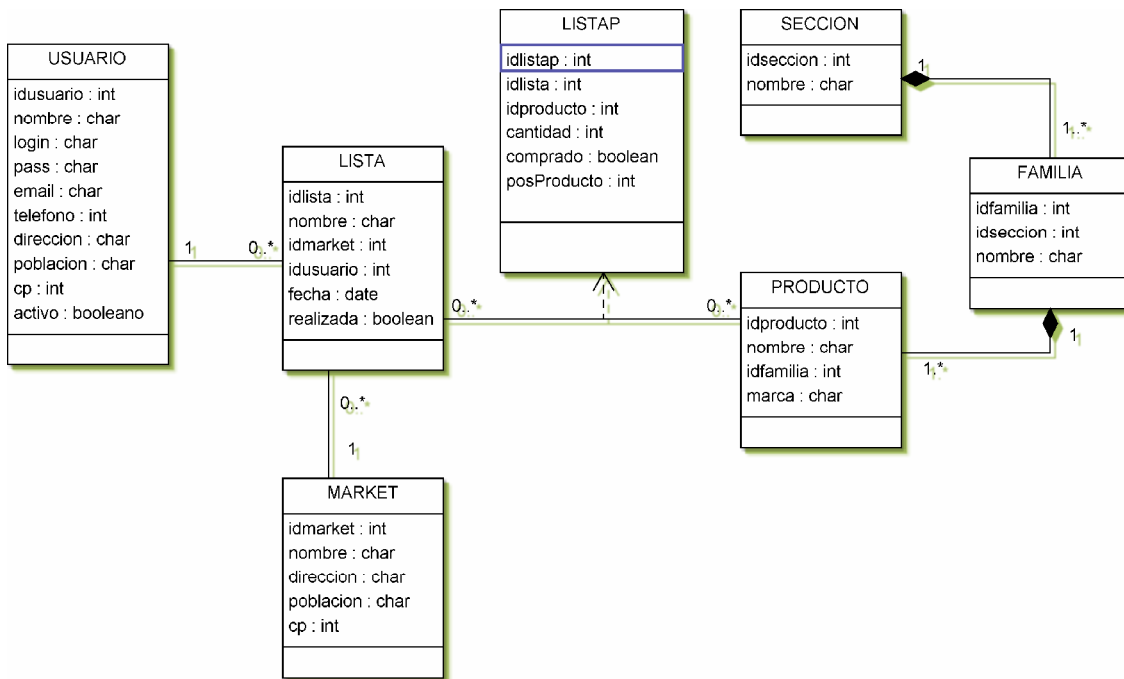 USUARIO
idusuario : int
nombre : char
login : char
pass : char
email : char
telefono : int
direccion : char
poblacion : char
cp : int
activo : booleano
1
0..*
LISTA
idlista : int
nombre : char
idmarket : int
idusuario : int
fecha : date
realizada : boolean
0..*
1
MARKET
idmarket : int
nombre : char
direccion : char
poblacion : char
cp : int
LISTAP
idlistap : int
idlista : int
idproducto : int
cantidad : int
comprado : boolean
posProducto : int
0..*
0..*
SECCION
idseccion : int
nombre : char
1
1..*
FAMILIA
idfamilia : int
idseccion : int
nombre : char
1
1..*
PRODUCTO
idproducto : int
nombre : char
idfamilia : int
marca : char